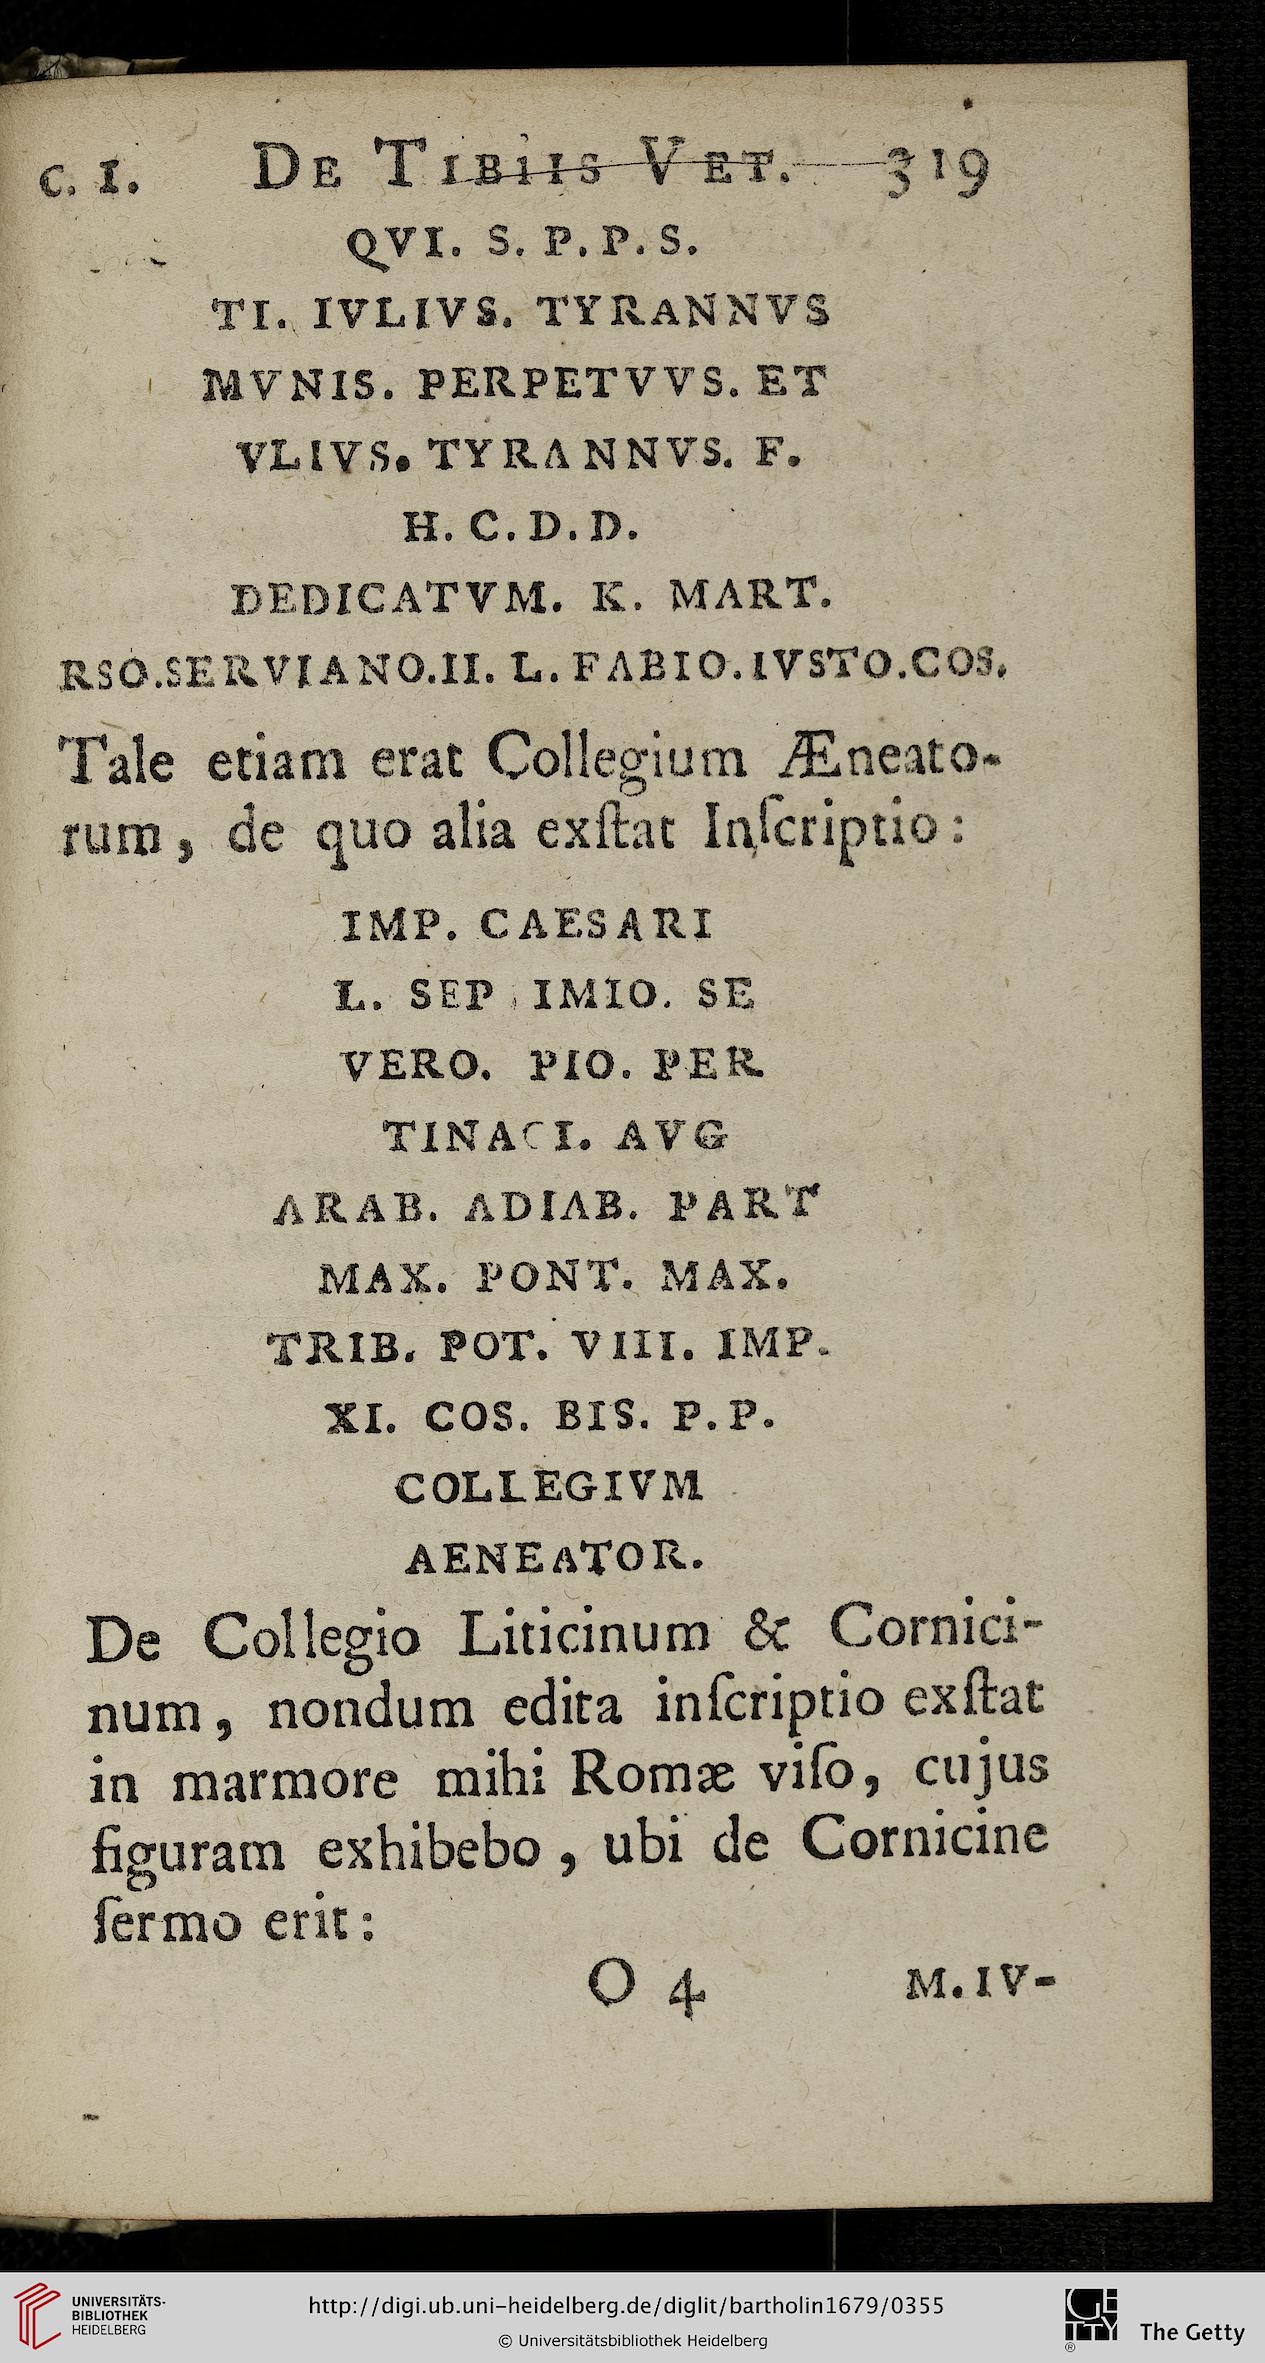 C. I. DE TIBIIS VET. 319
QVI. S. P. P. S.
TI. IVLIVS. TYRANNVS
MVNIS. PERPETVVS. ET
VLIVS. TYRANNVS. F.
H. C. D. D.
DEDICATVM. K. MART.
RSO.SERVIANO.II. L. FABIO.IVSTO.COS.
Tale etiam erat Collegium Æneato-
rum, de quo alia exſtat Inſcriptio:
IMP. CAESARI
L. SEP IMIO. SE
VERO. PIO. PER
TINACI. AVG
ARAB. ADIAB. PART
MAX. PONT. MAX.
TRIB. POT. VIII. IMP.
XI. COS. BIS. P. P.
COLLEGIVM
AENEATOR.
De Collegio Liticinum & Cornici-
num, nondum edita inſcriptio exſtat
in marmore mihi Romæ viſo, cujus
figuram exhibebo, ubi de Cornicine
ſermo erit:
O 4 M. IV-
UNIVERSITÄTS-
BIBLIOTHEK
HEIDELBERG
http://digi.ub.uni-heidelberg.de/diglit/bartholin1679/0355
© Universitätsbibliothek Heidelberg
GETTY
®
The Getty